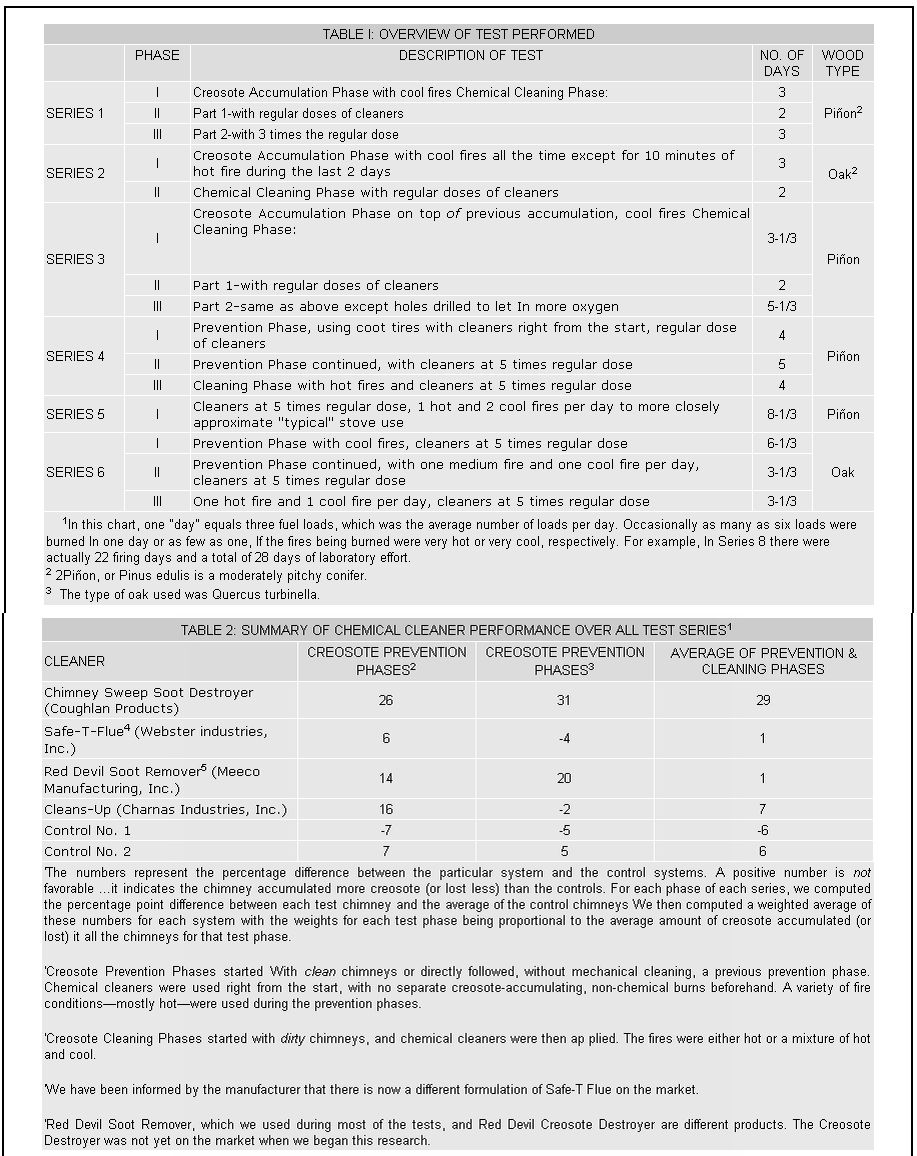 TABLE I: OVERVIEW OF TEST PERFORMED
PHASE DESCRIPTION OF TEST NO. OF DAYS WOOD TYPE
SERIES 1 I Creosote Accumulation Phase with cool fires Chemical Cleaning Phase: 3 Piñon²
II Part 1-with regular doses of cleaners 2
III Part 2-with 3 times the regular dose 3
SERIES 2 I Creosote Accumulation Phase with cool fires all the time except for 10 minutes of
hot fire during the last 2 days 3 Oak²
II Chemical Cleaning Phase with regular doses of cleaners 2
SERIES 3 I Creosote Accumulation Phase on top of previous accumulation, cool fires Chemical
Cleaning Phase: 3-1/3 Piñon
II Part 1-with regular doses of cleaners 2
III Part 2-same as above except holes drilled to let In more oxygen 5-1/3
SERIES 4 I Prevention Phase, using coot tires with cleaners right from the start, regular dose
of cleaners 4 Piñon
II Prevention Phase continued, with cleaners at 5 times regular dose 5
III Cleaning Phase with hot fires and cleaners at 5 times regular dose 4
SERIES 5 I Cleaners at 5 times regular dose, 1 hot and 2 cool fires per day to more closely
approximate "typical" stove use 8-1/3 Piñon
SERIES 6 I Prevention Phase with cool fires, cleaners at 5 times regular dose 6-1/3 Oak
II Prevention Phase continued, with one medium fire and one cool fire per day,
cleaners at 5 times regular dose 3-1/3
III One hot fire and 1 cool fire per day, cleaners at 5 times regular dose 3-1/3
¹In this chart, one "day" equals three fuel loads, which was the average number of loads per day. Occasionally as many as six loads were
burned In one day or as few as one, If the fires being burned were very hot or very cool, respectively. For example, In Series 8 there were
actually 22 firing days and a total of 28 days of laboratory effort.
² 2Piñon, or Pinus edulis is a moderately pitchy conifer.
³ The type of oak used was Quercus turbinella.
TABLE 2: SUMMARY OF CHEMICAL CLEANER PERFORMANCE OVER ALL TEST SERIES¹
CLEANER CREOSOTE PREVENTION PHASES² CREOSOTE PREVENTION PHASES³ AVERAGE OF PREVENTION & CLEANING PHASES
Chimney Sweep Soot Destroyer
(Coughlan Products) 26 31 29
Safe-T-Flue⁴ (Webster industries,
Inc.) 6 -4 1
Red Devil Soot Remover⁵ (Meeco
Manufacturing, Inc.) 14 20 1
Cleans-Up (Charnas Industries, Inc.) 16 -2 7
Control No. 1 -7 -5 -6
Control No. 2 7 5 6
'The numbers represent the percentage difference between the particular system and the control systems. A positive number is not
favorable ...it indicates the chimney accumulated more creosote (or lost less) than the controls. For each phase of each series, we computed
the percentage point difference between each test chimney and the average of the control chimneys We then computed a weighted average of
these numbers for each system with the weights for each test phase being proportional to the average amount of creosote accumulated (or
lost) it all the chimneys for that test phase.
'Creosote Prevention Phases started With clean chimneys or directly followed, without mechanical cleaning, a previous prevention phase.
Chemical cleaners were used right from the start, with no separate creosote-accumulating, non-chemical burns beforehand. A variety of fire
conditions—mostly hot—were used during the prevention phases.
'Creosote Cleaning Phases started with dirty chimneys, and chemical cleaners were then ap plied. The fires were either hot or a mixture of hot
and cool.
'We have been informed by the manufacturer that there is now a different formulation of Safe-T Flue on the market.
'Red Devil Soot Remover, which we used during most of the tests, and Red Devil Creosote Destroyer are different products. The Creosote
Destroyer was not yet on the market when we began this research.